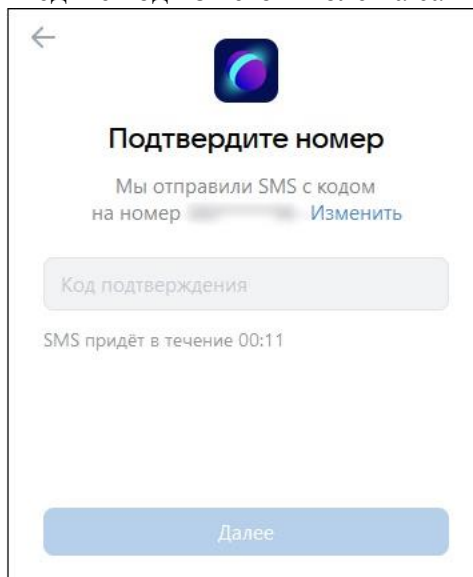 Подтвердите номер
Мы отправили SMS с кодом
на номер Изменить
Код подтверждения
SMS придёт в течение 00:11
Далее